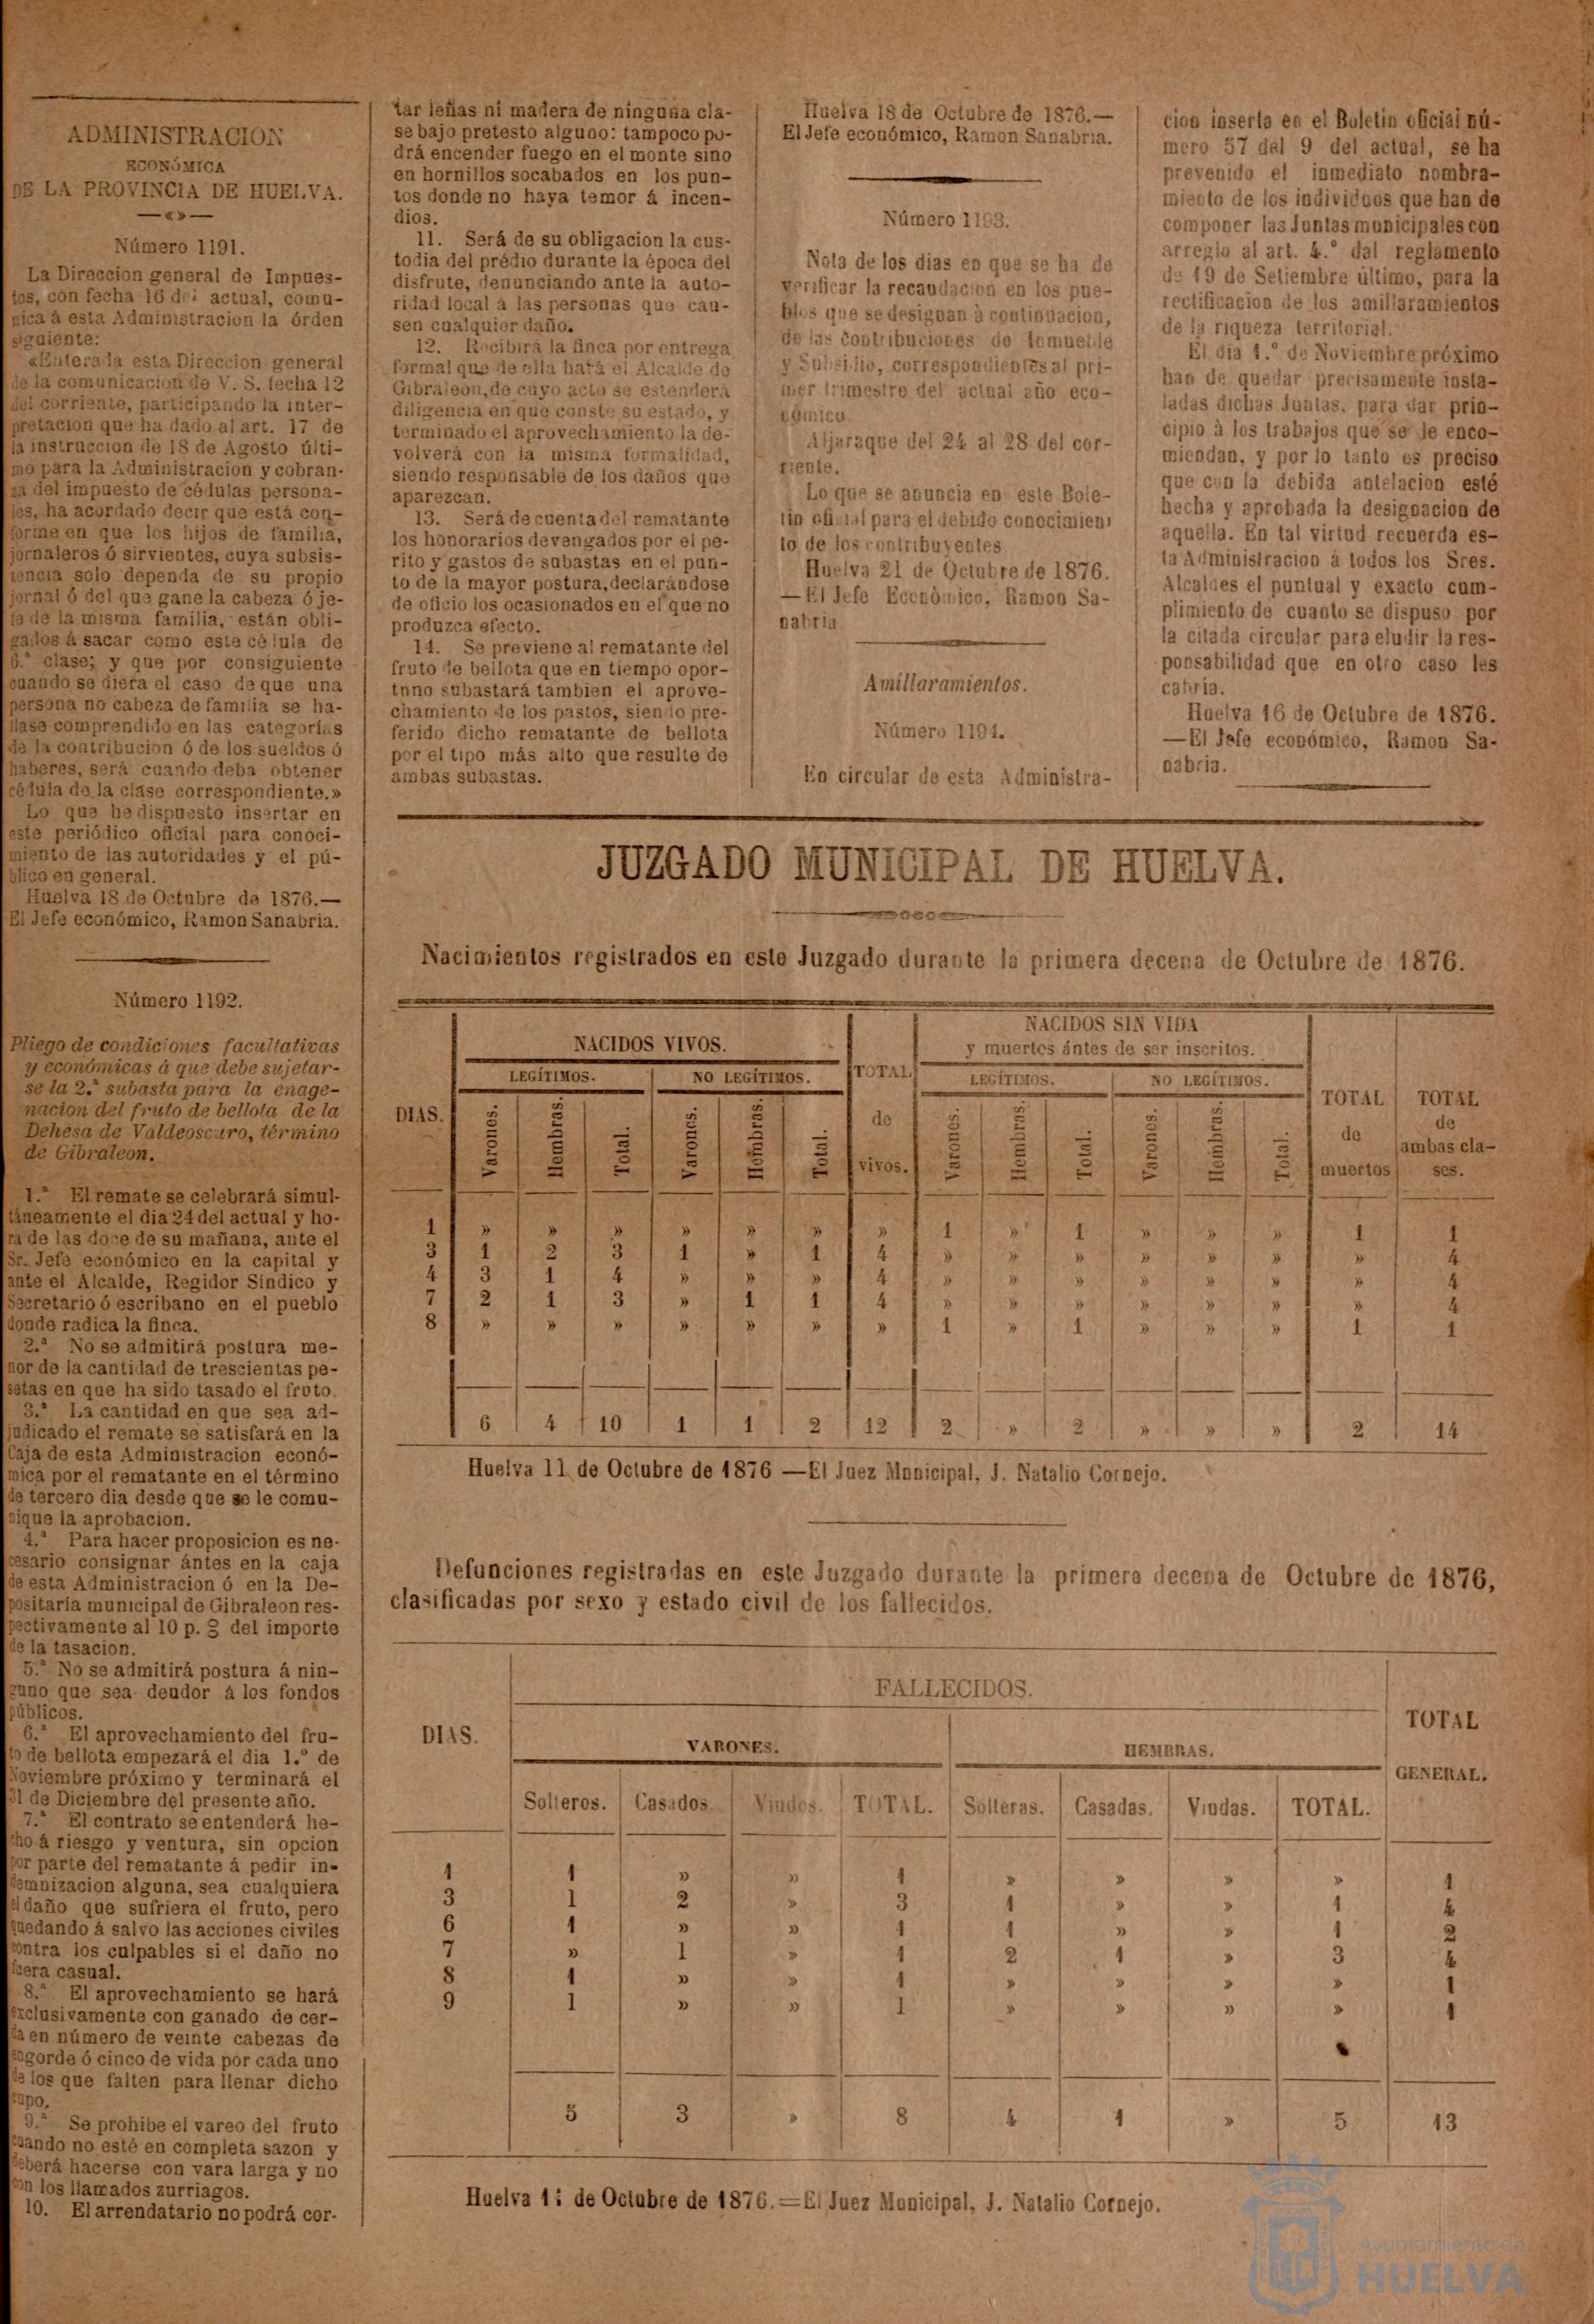 ADMINISTRACION
ECONÓMICA
DE LA PROVINCIA DE HUELVA.
—«»—
Número 1191.
La Direccion general de Impues-
tos, con fecha 16 del actual, comu-
nica á esta Administracion la órden
siguiente:
«Enterada esta Direccion general
de la comunicacion de V. S. fecha 12
del corriente, participando la inter-
pretacion que ha dado al art. 17 de
la instruccion de 18 de Agosto últi-
mo para la Administracion y cobran-
za del impuesto de cédulas persona-
les, ha acordado decir que está con-
forme en que los hijos de familia,
jornaleros ó sirvientes, cuya subsis-
tencia solo dependa de su propio
jornal ó del que gane la cabeza ó je-
fe de la misma familia, están obli-
gados á sacar como este célula de
6.ª clase; y que por consiguiente
cuando se diera el caso de que una
persona no cabeza de familia se ha-
llase comprendido en las categorías
de la contribucion ó de los sueldos ó
haberes, será cuando deba obtener
cédula de la clase correspondiente.»
Lo que he dispuesto insertar en
este periódico oficial para conoci-
miento de las autoridades y el pú-
blico en general.
Huelva 18 de Octubre de 1876.—
El Jefe económico, Ramon Sanabria.
Número 1192.
Pliego de condiciones facultativas
y económicas á que debe sujetar-
se la 2.ª subasta para la enage-
nacion del fruto de bellota de la
Dehesa de Valdeoscuro, término
de Gibraleon.
1.ª El remate se celebrará simul-
táneamente el dia 24 del actual y ho-
ra de las doce de su mañana, ante el
Sr. Jefe económico en la capital y
ante el Alcalde, Regidor Síndico y
Secretario ó escribano en el pueblo
donde radica la finca.
2.ª No se admitirá postura me-
nor de la cantidad de trescientas pe-
setas en que ha sido tasado el fruto.
3.ª La cantidad en que sea ad-
judicado el remate se satisfará en la
Caja de esta Administracion econó-
mica por el rematante en el término
de tercero dia desde que se le comu-
nique la aprobacion.
4.ª Para hacer proposicion es ne-
cesario consignar ántes en la caja
de esta Administracion ó en la De-
positaría municipal de Gibraleon res-
pectivamente al 10 p. % del importe
de la tasacion.
5.ª No se admitirá postura á nin-
guno que sea deudor á los fondos
públicos.
6.ª El aprovechamiento del fru-
to de bellota empezará el dia 1.º de
Noviembre próximo y terminará el
31 de Diciembre del presente año.
7.ª El contrato se entenderá he-
cho á riesgo y ventura, sin opcion
por parte del rematante á pedir in-
demnizacion alguna, sea cualquiera
el daño que sufriera el fruto, pero
quedando á salvo las acciones civiles
contra los culpables si el daño no
fuera casual.
8.ª El aprovechamiento se hará
exclusivamente con ganado de cer-
da en número de veinte cabezas de
engorde ó cinco de vida por cada uno
de los que falten para llenar dicho
cupo.
9.ª Se prohibe el vareo del fruto
cuando no esté en completa sazon y
deberá hacerse con vara larga y no
con los llamados zurriagos.
10. El arrendatario no podrá cor-
tar leñas ni madera de ninguna cla-
se bajo pretesto alguno: tampoco po-
drá encender fuego en el monte sino
en hornillos socabados en los pun-
tos donde no haya temor á incen-
dios.
11. Será de su obligacion la cus-
todia del prédio durante la época del
disfrute, denunciando ante la auto-
ridad local á las personas que cau-
sen cualquier daño.
12. Recibirá la finca por entrega
formal que de ella hará el Alcalde de
Gibraleon, de cuyo acto se estenderá
diligencia en que conste su estado, y
terminado el aprovechamiento la de-
volverá con la misma formalidad,
siendo responsable de los daños que
aparezcan.
13. Será de cuenta del rematante
los honorarios devengados por el pe-
rito y gastos de subastas en el pun-
to de la mayor postura, declarándose
de oficio los ocasionados en el que no
produzca efecto.
14. Se previene al rematante del
fruto de bellota que en tiempo opor-
tuno subastará tambien el aprove-
chamiento de los pastos, siendo pre-
ferido dicho rematante de bellota
por el tipo más alto que resulte de
ambas subastas.
Huelva 18 de Octubre de 1876.—
El Jefe económico, Ramon Sanabria.
Número 1193.
Nota de los dias en que se ha de
verificar la recaudacion en los pue-
blos que se designan à continuacion,
de las contribuciones de Inmueble
y Subsidio, correspondientes al pri-
mer trimestre del actual año eco-
nómico.
Aljaraque del 24 al 28 del cor-
riente.
Lo que se anuncia en este Bole-
tin oficial para el debido conocimien
to de los contribuyentes
Huelva 21 de Octubre de 1876.
—El Jefe Económico, Ramon Sa-
nabria
Amillaramientos.
Número 1194.
En circular de esta Administra-
cion inserta en el Boletin oficial nú-
mero 57 del 9 del actual, se ha
prevenido el inmediato nombra-
miento de los individuos que han de
componer las Juntas municipales con
arreglo al art. 4.º dal reglamento
de 19 de Setiembre último, para la
rectificacion de los amillaramientos
de la riqueza territorial.
El dia 1.º de Noviembre próximo
han de quedar precisamente insta-
ladas dichas Juntas, para dar prin-
cipio à los trabajos que se le enco-
miendan, y por lo tanto es preciso
que con la debida antelacion esté
hecha y aprobada la designacion de
aquella. En tal virtud recuerda es-
ta Administracion à todos los Sres.
Alcaldes el puntual y exacto cum-
plimiento de cuanto se dispuso por
la citada circular para eludir la res-
ponsabilidad que en otro caso les
cabria.
Huelva 16 de Octubre de 1876.
—El Jefe económico, Ramon Sa-
nabria.
JUZGADO MUNICIPAL DE HUELVA.
Nacimientos registrados en este Juzgado durante la primera decena de Octubre de 1876.
DIAS. NACIDOS VIVOS. TOTAL de vivos. NACIDOS SIN VIDA y muertos ántes de ser inscritos. TOTAL de muertos TOTAL de ambas cla-ses.
LEGÍTIMOS. NO LEGÍTIMOS. LEGÍTIMOS. NO LEGÍTIMOS.
Varones. Hembras. Total. Varones. Hembras. Total. Varones. Hembras. Total. Varones. Hembras. Total.
1 » » » » » » » 1 » 1 » » » 1 1
3 1 2 3 1 » 1 4 » » » » » » » 4
4 3 1 4 » » » 4 » » » » » » » 4
7 2 1 3 » 1 1 4 » » » » » » » 4
8 » » » » » » » 1 » 1 » » » 1 1
6 4 10 1 1 2 12 2 » 2 » » » 2 14
Huelva 11 de Octubre de 1876 —El Juez Municipal, J. Natalio Cornejo.
Defunciones registradas en este Juzgado durante la primera decena de Octubre de 1876,
clasificadas por sexo y estado civil de los fallecidos.
DIAS. FALLECIDOS. TOTAL GENERAL.
VARONES. HEMBRAS.
Solteros. Casados. Viudos. TOTAL. Solteras. Casadas. Viudas. TOTAL.
1 1 » » 1 » » » » 1
3 1 2 » 3 1 » » 1 4
6 1 » » 1 1 » » 1 2
7 » 1 » 1 2 1 » 3 4
8 1 » » 1 » » » » 1
9 1 » » 1 » » » » 1
5 3 » 8 4 1 » 5 13
Huelva 1: de Octubre de 1876.=El Juez Municipal, J. Natalio Cornejo.
Ayuntamiento de
HUELVA